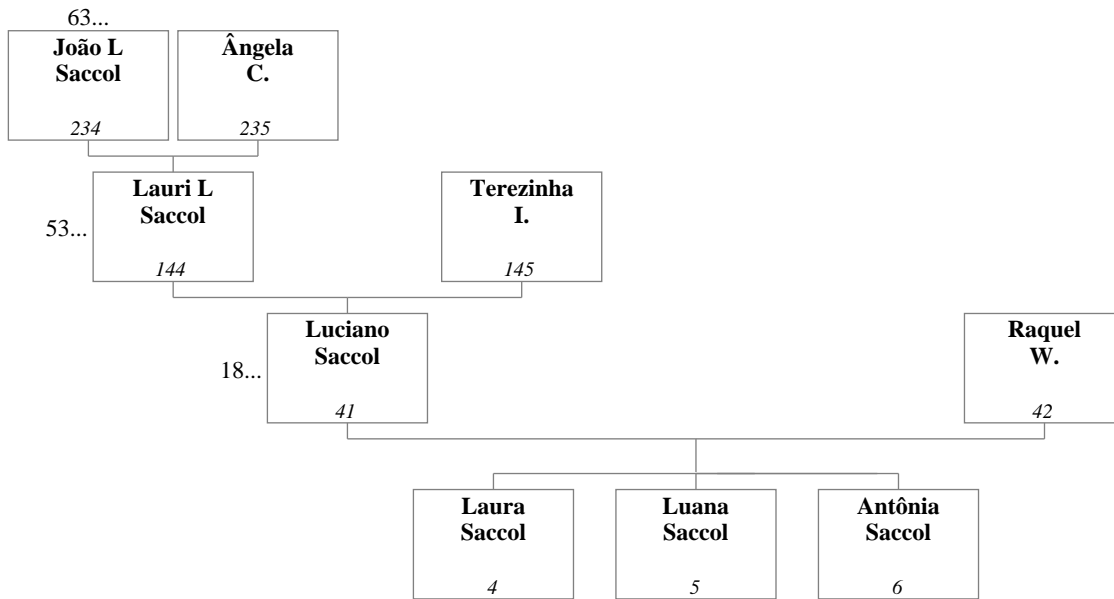 63...
João L
Saccol
234
Ângela
C.
235
53...
Lauri L
Saccol
144
Terezinha
I.
145
18...
Luciano
Saccol
41
Raquel
W.
42
Laura
Saccol
4
Luana
Saccol
5
Antônia
Saccol
6